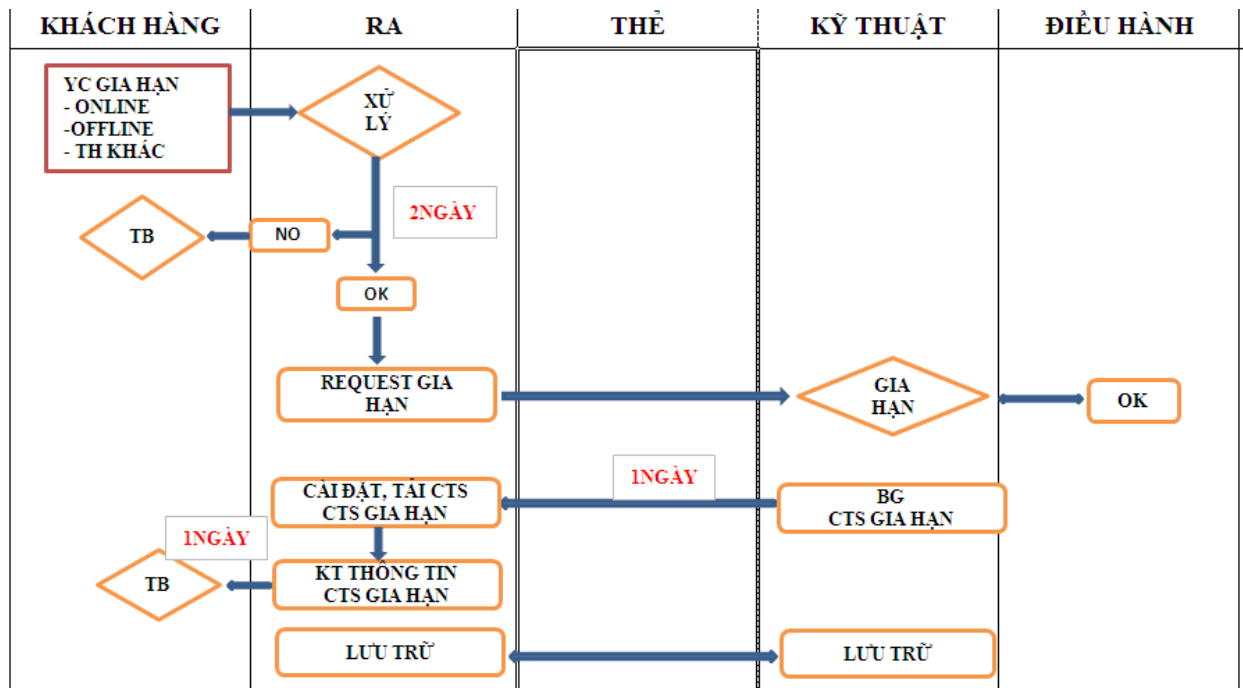 KHÁCH HÀNG
RA
THẺ
KỸ THUẬT
ĐIỀU HÀNH
YC GIA HẠN
- ONLINE
-OFFLINE
- TH KHÁC
XỬ
LÝ
2NGÀY
TB
NO
OK
REQUEST GIA
HẠN
GIA
HẠN
OK
1NGÀY
CÀI ĐẶT, TẢI CTS
CTS GIA HẠN
BG
CTS GIA HẠN
1NGÀY
TB
KT THÔNG TIN
CTS GIA HẠN
LƯU TRỮ
LƯU TRỮ